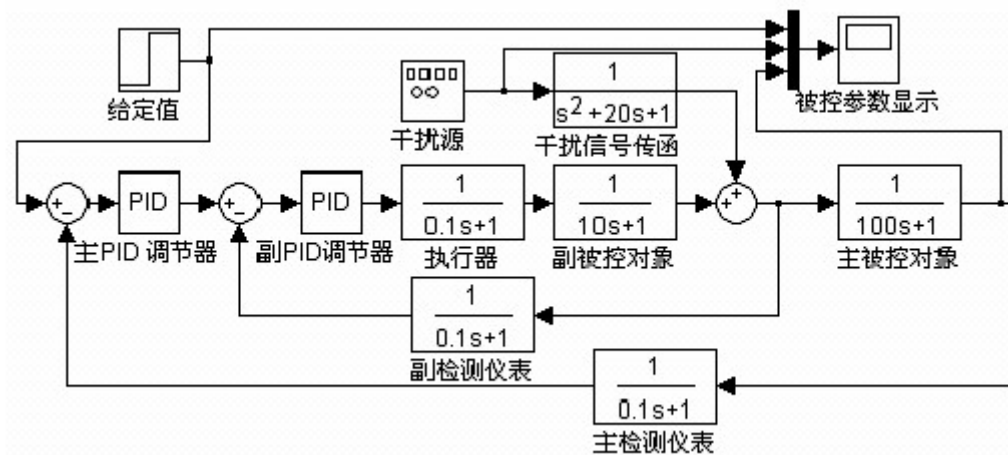 给定值
干扰源
1
s²+20s+1
干扰信号传函
被控参数显示
+
−
PID
主PID 调节器
+
−
PID
副PID调节器
1
0.1s+1
执行器
1
10s+1
副被控对象
+
+
1
100s+1
主被控对象
1
0.1s+1
副检测仪表
1
0.1s+1
主检测仪表